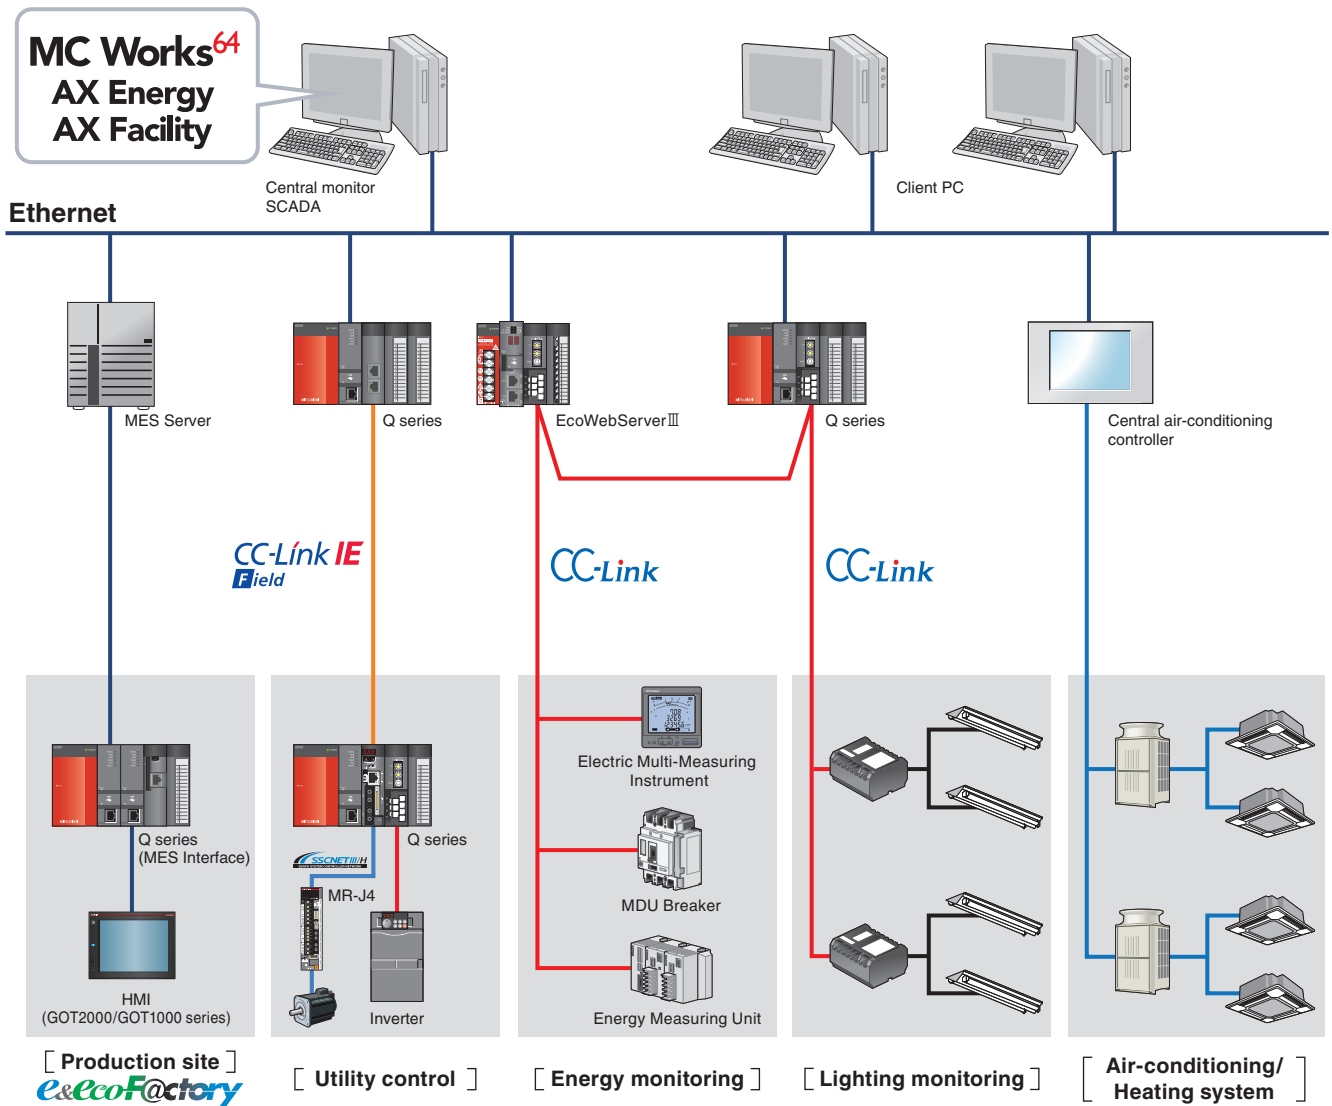 MC Works64
AX Energy
AX Facility
Central monitor
SCADA
Client PC
Ethernet
MES Server
Q series
EcoWebServerⅢ
Q series
Central air-conditioning
controller
CC-Link IE
Field
CC-Link
CC-Link
Electric Multi-Measuring
Instrument
Q series
(MES Interface)
Q series
SSCNETⅢ/H
MR-J4
MDU Breaker
HMI
(GOT2000/GOT1000 series)
Inverter
Energy Measuring Unit
[ Production site ]
e&ecoF@ctory
[ Utility control ]
[ Energy monitoring ]
[ Lighting monitoring ]
[ Air-conditioning/
Heating system ]